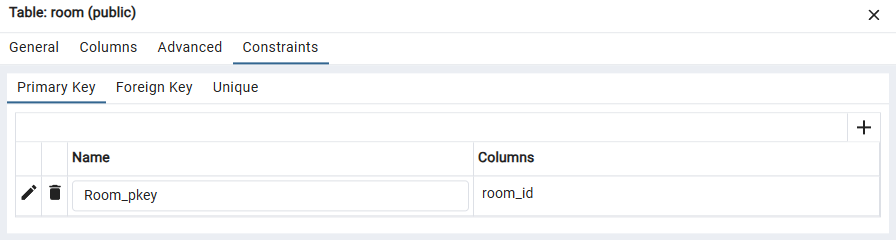 Table: room (public)
General Columns Advanced Constraints
Primary Key Foreign Key Unique
Name Columns
Room_pkey room_id